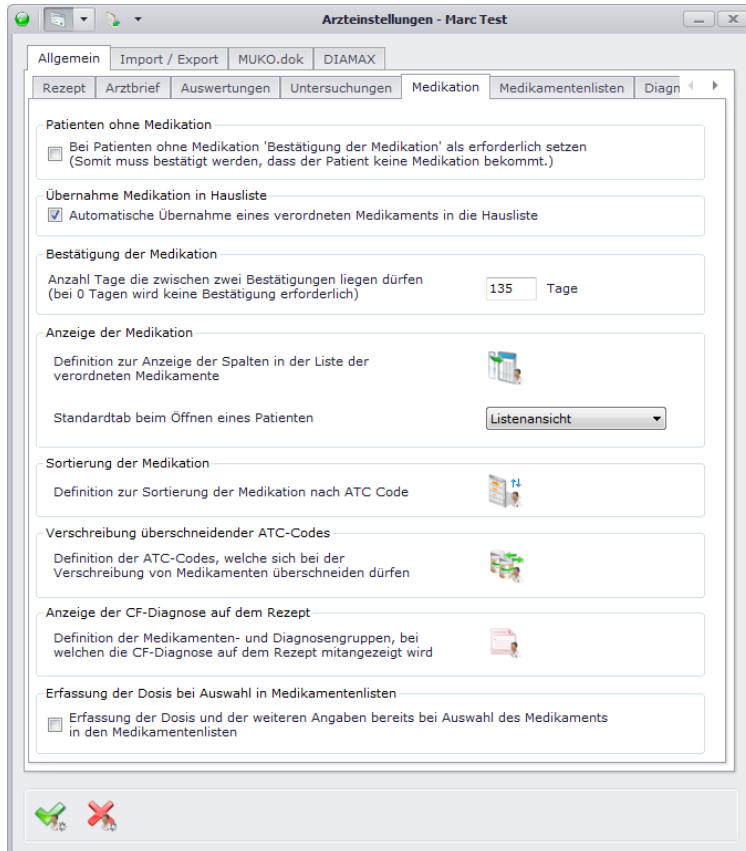 Arzteinstellungen - Marc Test
Allgemein Import / Export MUKO.dok DIAMAX
Rezept Arztbrief Auswertungen Untersuchungen Medikation Medikamentenlisten Diagn
Patienten ohne Medikation
Bei Patienten ohne Medikation 'Bestätigung der Medikation' als erforderlich setzen
(Somit muss bestätigt werden, dass der Patient keine Medikation bekommt.)
Übernahme Medikation in Hausliste
Automatische Übernahme eines verordneten Medikaments in die Hausliste
Bestätigung der Medikation
Anzahl Tage die zwischen zwei Bestätigungen liegen dürfen
(bei 0 Tagen wird keine Bestätigung erforderlich)
135 Tage
Anzeige der Medikation
Definition zur Anzeige der Spalten in der Liste der
verordneten Medikamente
Standardtab beim Öffnen eines Patienten Listenansicht
Sortierung der Medikation
Definition zur Sortierung der Medikation nach ATC Code
Verschreibung überschneidender ATC-Codes
Definition der ATC-Codes, welche sich bei der
Verschreibung von Medikamenten überschneiden dürfen
Anzeige der CF-Diagnose auf dem Rezept
Definition der Medikamenten- und Diagnosengruppen, bei
welchen die CF-Diagnose auf dem Rezept mitangezeigt wird
Erfassung der Dosis bei Auswahl in Medikamentenlisten
Erfassung der Dosis und der weiteren Angaben bereits bei Auswahl des Medikaments
in den Medikamentenlisten